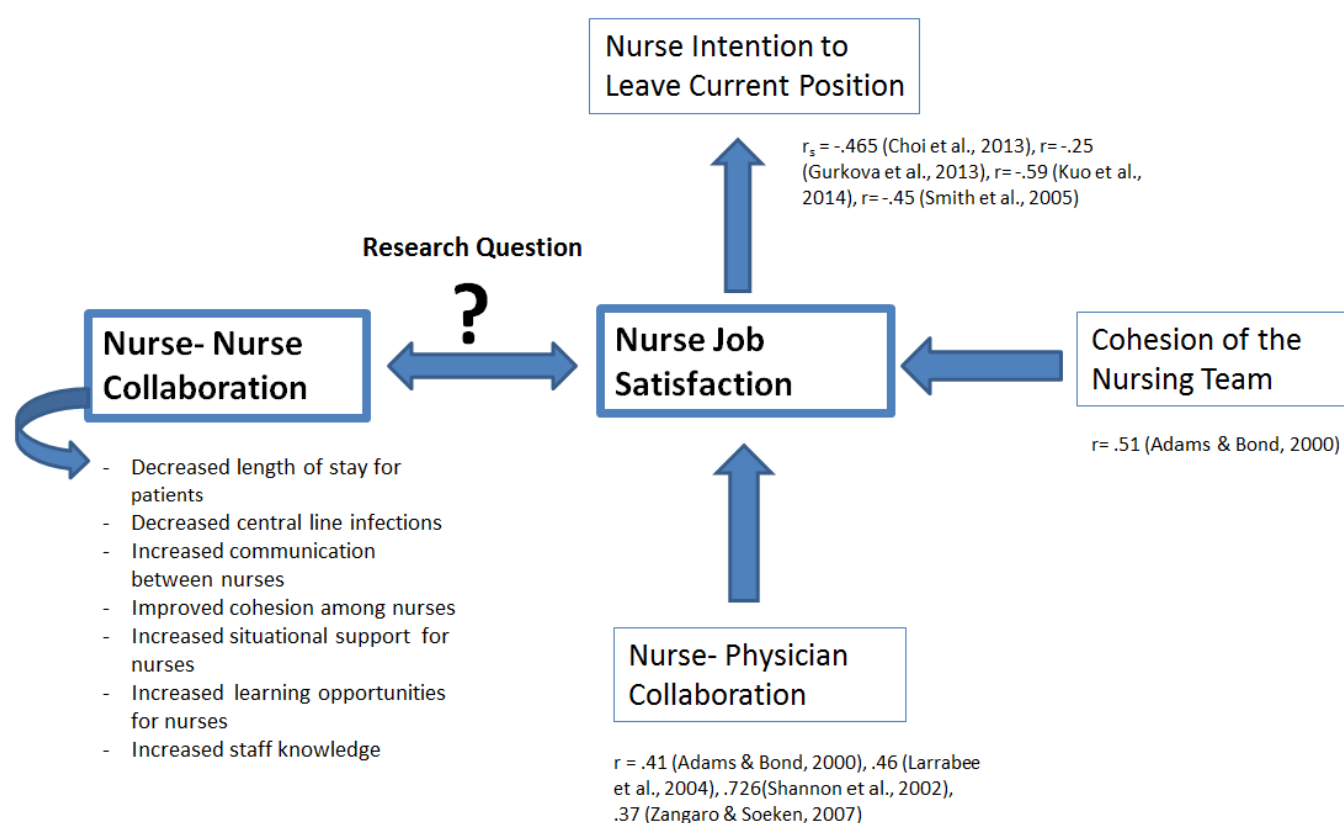 Nurse Intention to
Leave Current Position
r_s = -.465 (Choi et al., 2013), r= -.25
(Gurkova et al., 2013), r= -.59 (Kuo et al.,
2014), r= -.45 (Smith et al., 2005)
Research Question
?
Nurse- Nurse
Collaboration
Nurse Job
Satisfaction
Cohesion of the
Nursing Team
r= .51 (Adams & Bond, 2000)
- Decreased length of stay for
patients
- Decreased central line infections
- Increased communication
between nurses
- Improved cohesion among nurses
- Increased situational support for
nurses
- Increased learning opportunities
for nurses
- Increased staff knowledge
Nurse- Physician
Collaboration
r = .41 (Adams & Bond, 2000), .46 (Larrabee
et al., 2004), .726(Shannon et al., 2002),
.37 (Zangaro & Soeken, 2007)